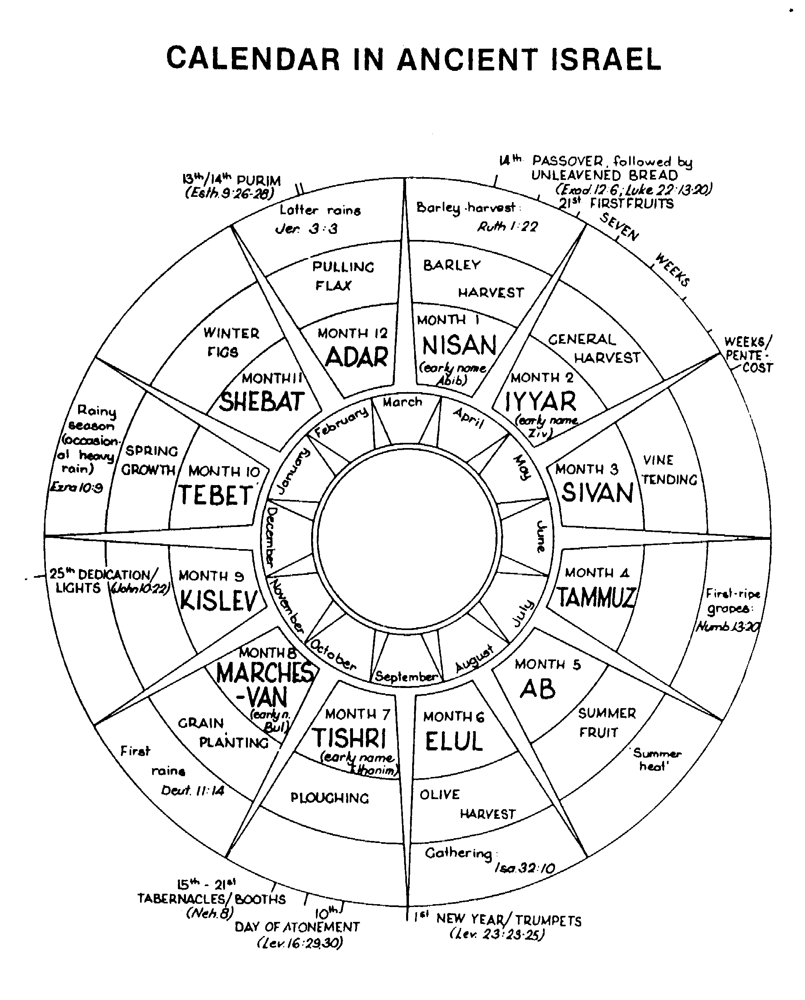 CALENDAR IN ANCIENT ISRAEL
14th PASSOVER, followed by
UNLEAVENED BREAD
(Exod. 12:6; Luke 22:13-20)
21st FIRSTFRUITS
SEVEN
WEEKS
WEEKS/
PENTE-
COST
13th/14th PURIM
(Esth. 9:26-28)
Latter rains
Jer. 3:3
Barley harvest:
Ruth 1:22
PULLING
FLAX
BARLEY
HARVEST
MONTH 1
NISAN
(early name
Abib)
GENERAL
HARVEST
MONTH 2
IYYAR
(early name
Ziv)
VINE
TENDING
MONTH 3
SIVAN
MONTH 4
TAMMUZ
First-ripe
grapes:
Numb.13:20
MONTH 5
AB
SUMMER
FRUIT
'Summer
heat'
MONTH 6
ELUL
OLIVE
HARVEST
Gathering:
Isa.32:10
1st NEW YEAR/TRUMPETS
(Lev. 23:23-25)
MONTH 7
TISHRI
(early name
Ethanim)
PLOUGHING
10th
DAY OF ATONEMENT
(Lev.16:29,30)
15th - 21st
TABERNACLES/BOOTHS
(Neh.8)
MONTH 8
MARCHES
-VAN
(early n.
Bul)
GRAIN
PLANTING
First
rains
Deut. 11:14
MONTH 9
KISLEV
25th DEDICATION/
LIGHTS (John 10:22)
MONTH 10
TEBET
SPRING
GROWTH
Rainy
season
(occasion-
al heavy
rain)
Ezra 10:9
MONTH 11
SHEBAT
WINTER
FIGS
MONTH 12
ADAR
March
April
May
June
July
August
September
October
November
December
January
February